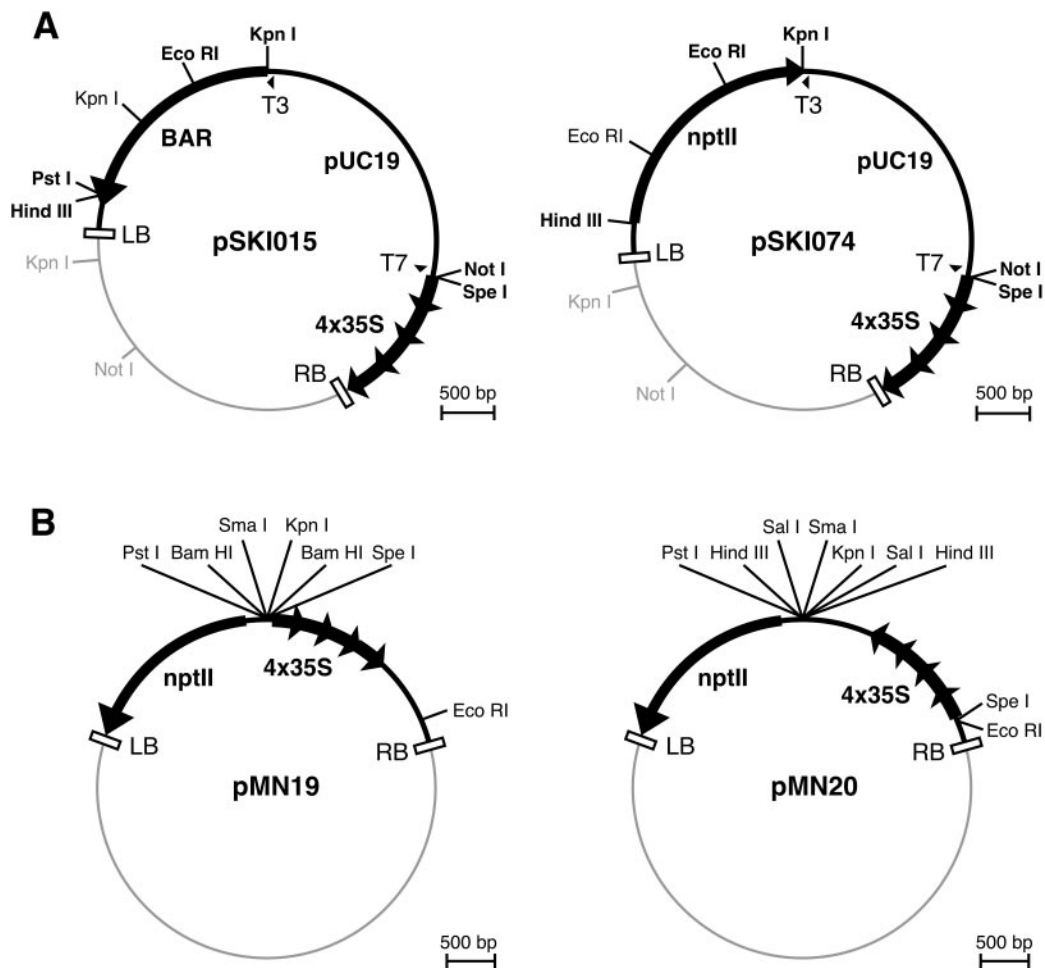 A
Kpn I
Eco RI
Kpn I
T3
BAR
pUC19
Pst I
Hind III
LB
pSKI015
Kpn I
T7
Not I
Spe I
4x35S
Not I
RB
500 bp
Kpn I
Eco RI
T3
Eco RI
nptII
pUC19
Hind III
LB
pSKI074
Kpn I
T7
Not I
Spe I
4x35S
Not I
RB
500 bp
B
Sma I Kpn I
Pst I Bam HI Bam HI Spe I
nptII
4x35S
Eco RI
LB
RB
pMN19
500 bp
Sal I Sma I
Pst I Hind III Kpn I Sal I Hind III
nptII
4x35S
Spe I
Eco RI
LB
RB
pMN20
500 bp